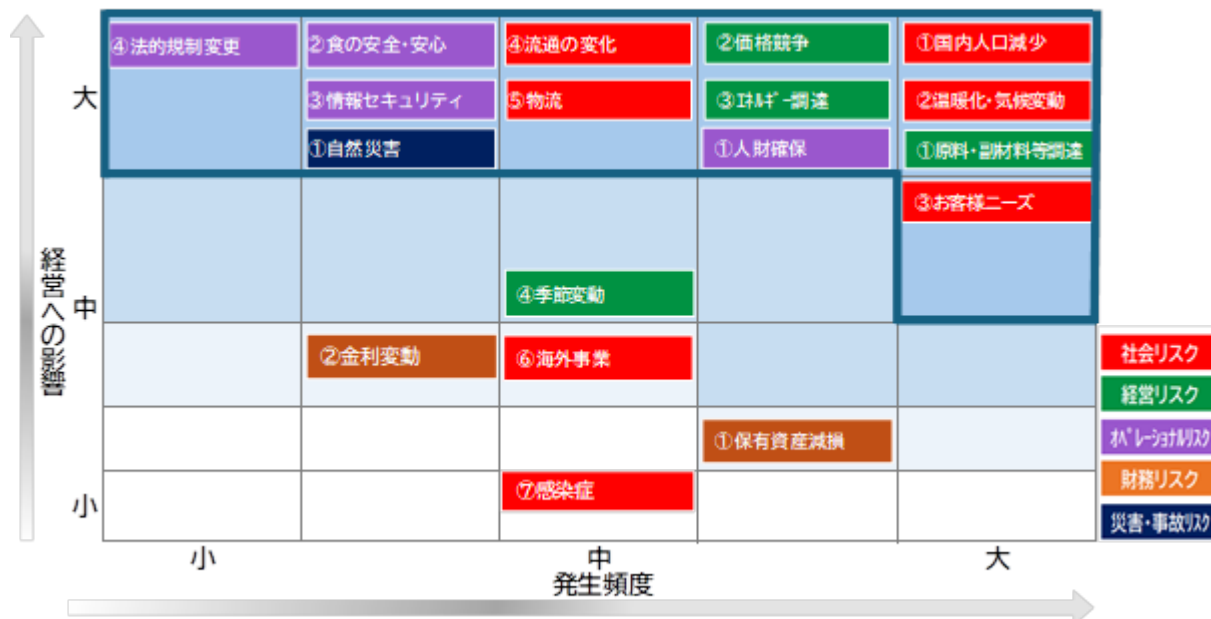 ④法的規制変更
②食の安全・安心
④流通の変化
②価格競争
①国内人口減少
大
③情報セキュリティ
⑤物流
③ｴﾈﾙｷﾞｰ調達
②温暖化・気候変動
①自然災害
①人財確保
①原料・副材料等調達
③お客様ニーズ
経営への影響
中
④季節変動
②金利変動
⑥海外事業
社会リスク
経営リスク
①保有資産減損
ｵﾍﾟﾚｰｼｮﾅﾙﾘｽｸ
小
⑦感染症
財務リスク
災害・事故ﾘｽｸ
小
中
大
発生頻度